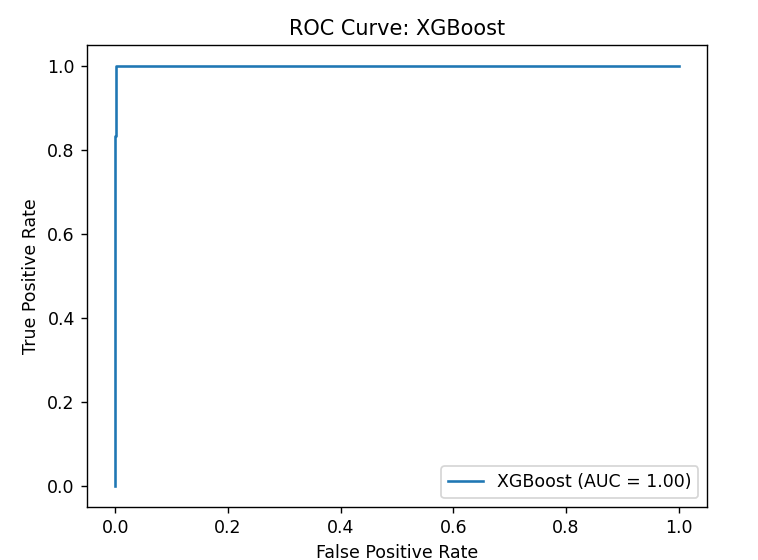 ROC Curve: XGBoost
1.0
0.8
0.6
0.4
0.2
0.0
True Positive Rate
XGBoost (AUC = 1.00)
0.0 0.2 0.4 0.6 0.8 1.0
False Positive Rate